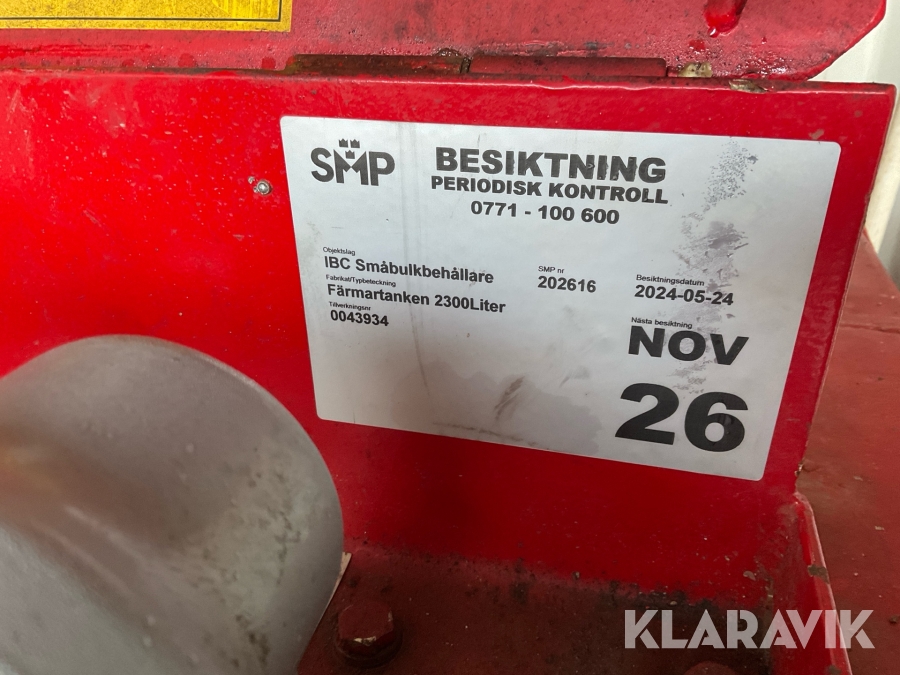 SMP
BESIKTNING
PERIODISK KONTROLL
0771 - 100 600
Objektslag
IBC Småbulkbehållare
Fabrikat/Typbeteckning
Färmartanken 2300Liter
Tillverkningsnr
0043934
SMP nr
202616
Besiktningsdatum
2024-05-24
Nästa besiktning
NOV
26
KLARAVIK